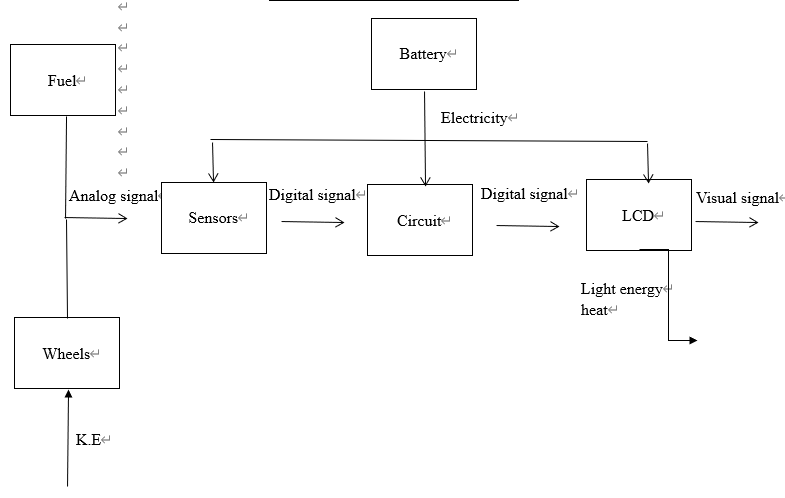 Battery
Fuel
Electricity
Analog signal
Digital signal
Digital signal
Visual signal
Sensors
Circuit
LCD
Light energy
heat
Wheels
K.E